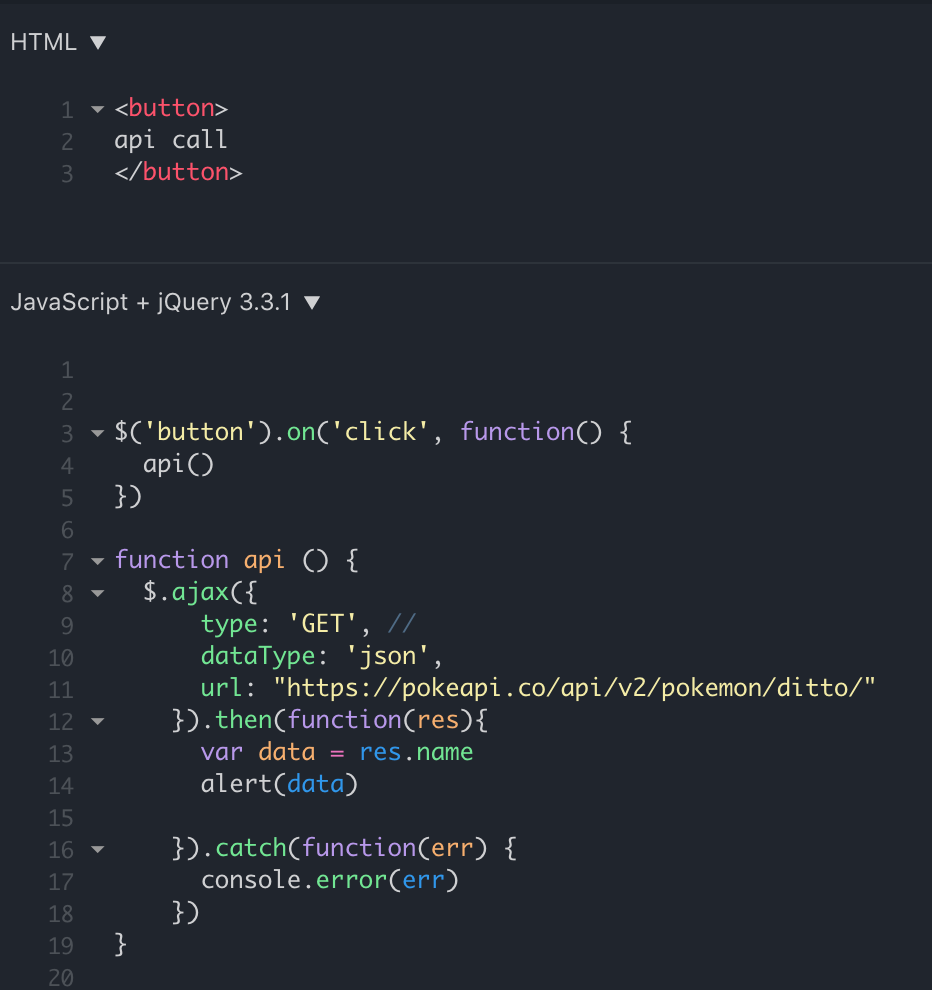 HTML ▼
1 ▾ <button>
2 api call
3 </button>
JavaScript + jQuery 3.3.1 ▼
1
2
3 ▾ $('button').on('click', function() {
4   api()
5 })
6
7 ▾ function api () {
8 ▾   $.ajax({
9       type: 'GET', //
10       dataType: 'json',
11       url: "https://pokeapi.co/api/v2/pokemon/ditto/"
12 ▾     }).then(function(res){
13       var data = res.name
14       alert(data)
15
16 ▾     }).catch(function(err) {
17       console.error(err)
18     })
19 }
20